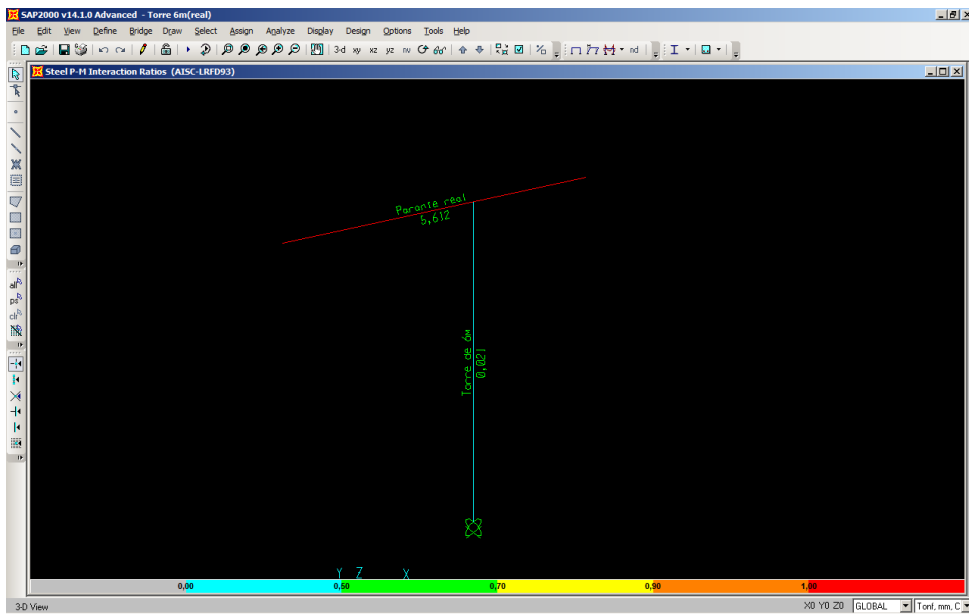 SAP2000 v14.1.0 Advanced - Torre 6m(real)
File Edit View Define Bridge Draw Select Assign Analyze Display Design Options Tools Help
3-d xy xz yz nv nd
Steel P-M Interaction Ratios (AISC-LRFD93)
all
ps
clr
Parante real
5,612
Torre de 6m
0,021
Y Z X
0,00 0,50 0,70 0,90 1,00
3-D View X0 Y0 Z0 GLOBAL Tonf, mm, C